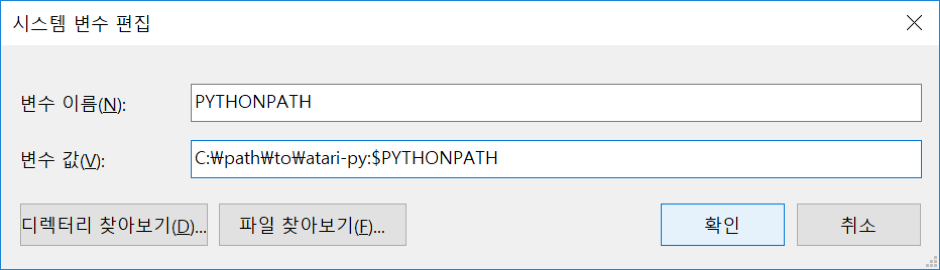 시스템 변수 편집
변수 이름(N): PYTHONPATH
변수 값(V): C:₩path₩to₩atari-py:$PYTHONPATH
디렉터리 찾아보기(D)... 파일 찾아보기(F)... 확인 취소